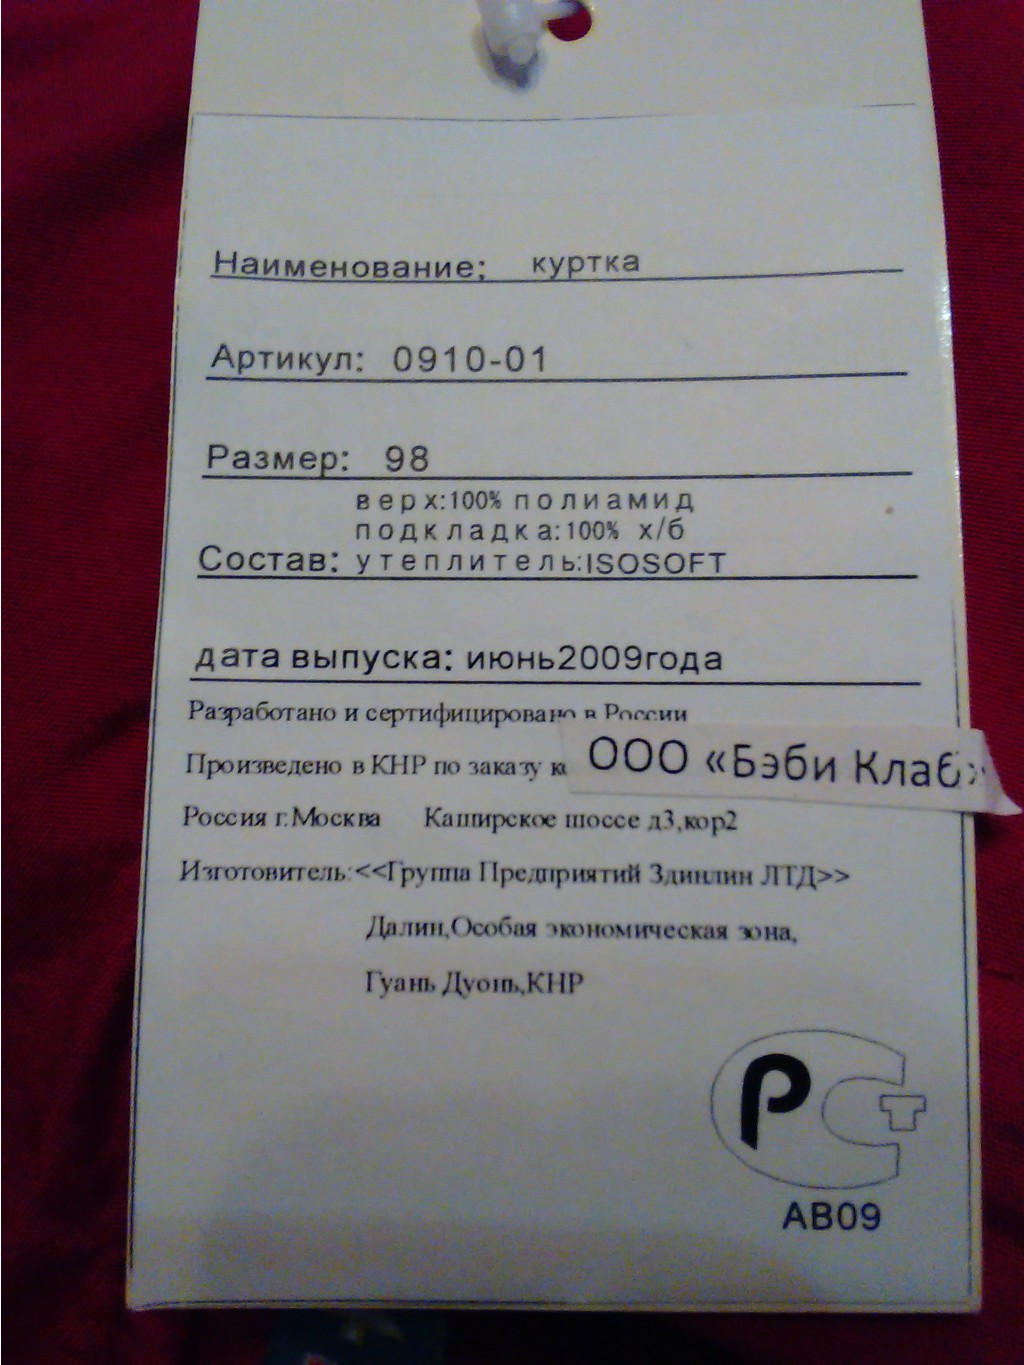 Наименование: куртка
Артикул: 0910-01
Размер: 98
верх:100% полиамид
подкладка:100% х/б
Состав: утеплитель:ISOSOFT
дата выпуска: июнь2009года
Разработано и сертифицировано в России
Произведено в КНР по заказу ООО «Бэби Клаб»
Россия г.Москва Каширское шоссе д3,кор2
Изготовитель:<<Группа Предприятий Здинлин ЛТД>>
Далин,Особая экономическая зона,
Гуань Дуонь,КНР
РСТ
АВ09